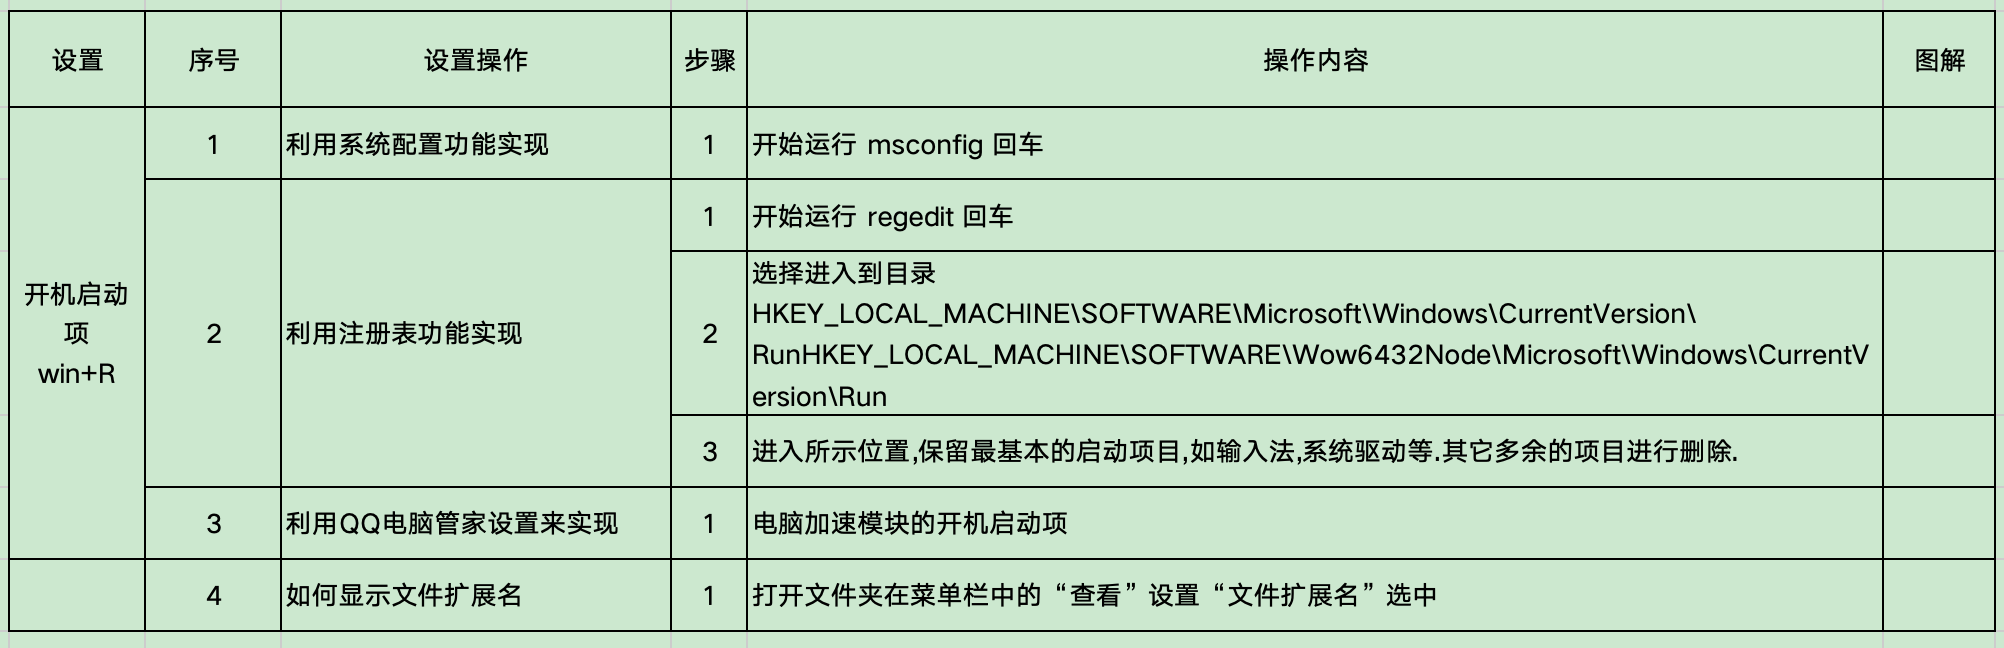 设置 序号 设置操作 步骤 操作内容 图解
开机启动
项
win+R
1 利用系统配置功能实现 1 开始运行 msconfig 回车
2 利用注册表功能实现 1 开始运行 regedit 回车
2 选择进入到目录
HKEY_LOCAL_MACHINE\SOFTWARE\Microsoft\Windows\CurrentVersion\
RunHKEY_LOCAL_MACHINE\SOFTWARE\Wow6432Node\Microsoft\Windows\CurrentV
ersion\Run
3 进入所示位置,保留最基本的启动项目,如输入法,系统驱动等.其它多余的项目进行删除.
3 利用QQ电脑管家设置来实现 1 电脑加速模块的开机启动项
4 如何显示文件扩展名 1 打开文件夹在菜单栏中的“查看”设置“文件扩展名”选中